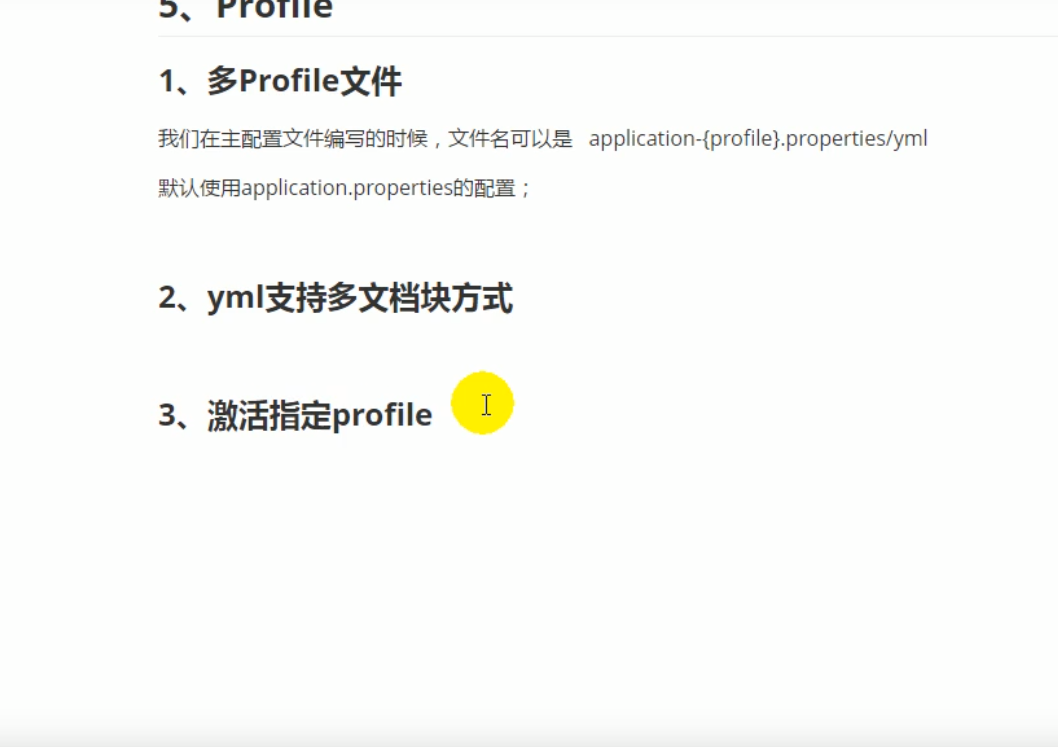 5、Profile
1、多Profile文件
我们在主配置文件编写的时候，文件名可以是 application-{profile}.properties/yml
默认使用application.properties的配置；
2、yml支持多文档块方式
3、激活指定profile